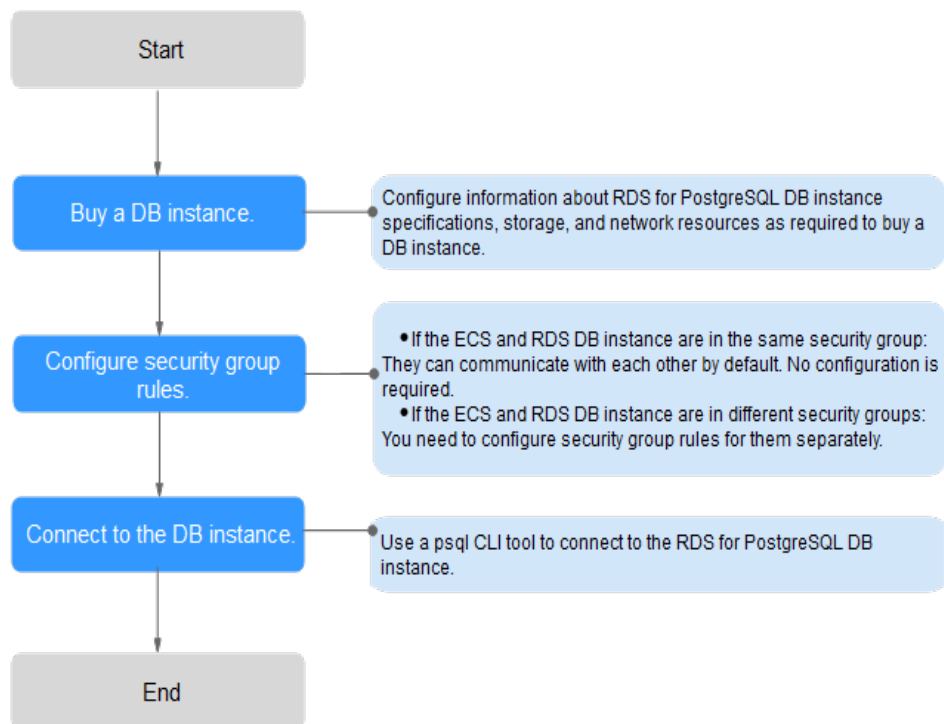 Start
Buy a DB instance.
Configure information about RDS for PostgreSQL DB instance
specifications, storage, and network resources as required to buy a
DB instance.
Configure security group
rules.
•If the ECS and RDS DB instance are in the same security group:
They can communicate with each other by default. No configuration is
required.
•If the ECS and RDS DB instance are in different security groups:
You need to configure security group rules for them separately.
Connect to the DB instance.
Use a psql CLI tool to connect to the RDS for PostgreSQL DB
instance.
End